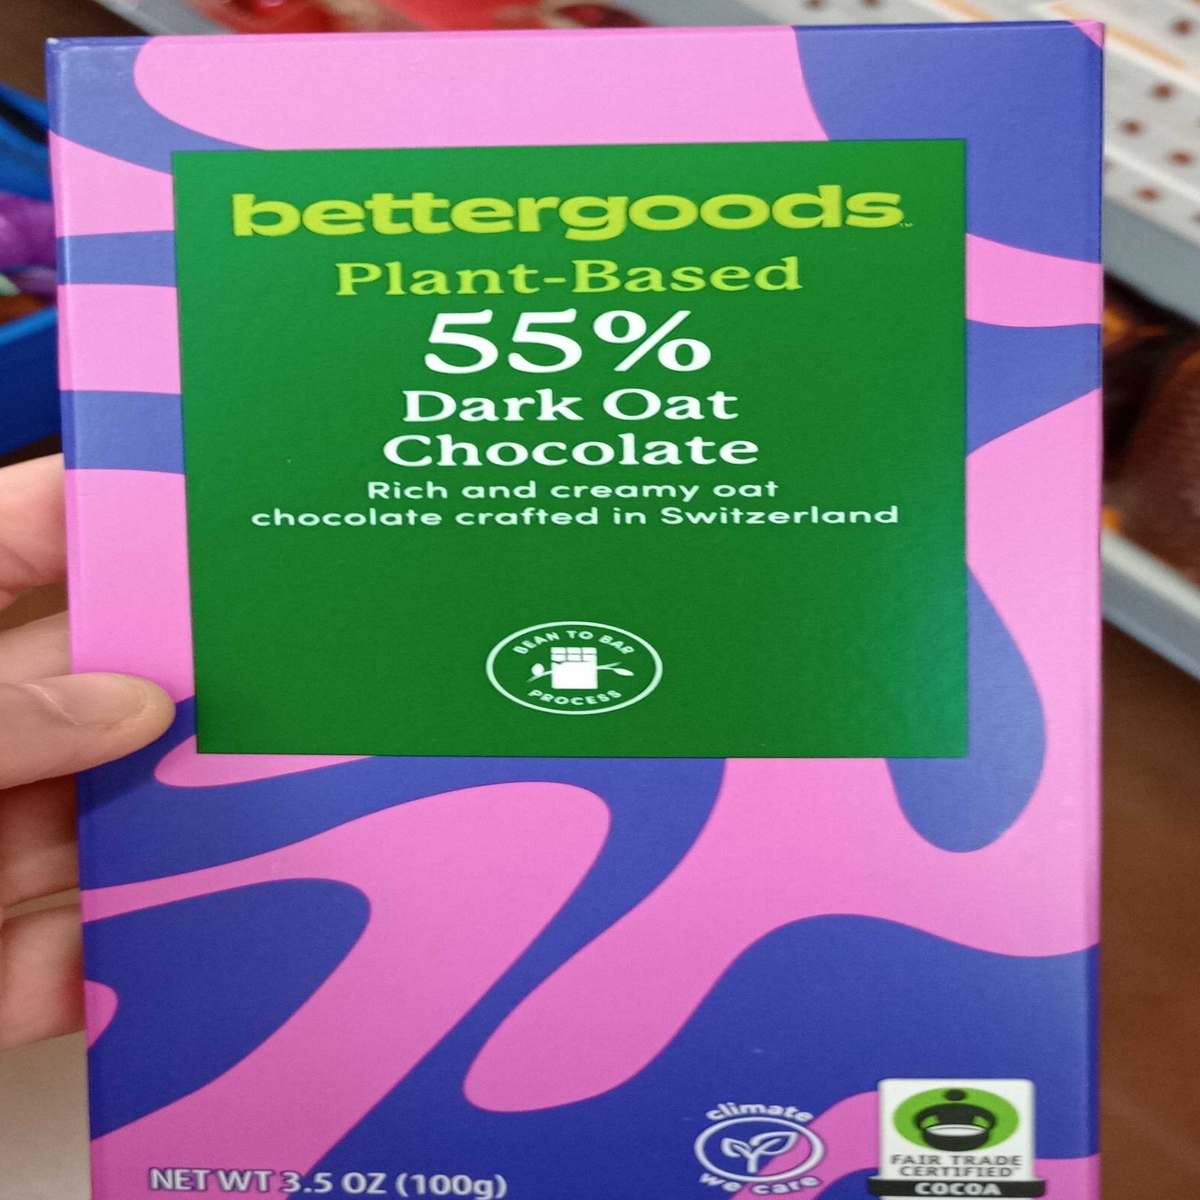 bettergoods™
Plant-Based
55%
Dark Oat
Chocolate
Rich and creamy oat
chocolate crafted in Switzerland
BEAN TO BAR
PROCESS
climate
we care
FAIR TRADE
CERTIFIED
COCOA
NET WT 3.5 OZ (100g)